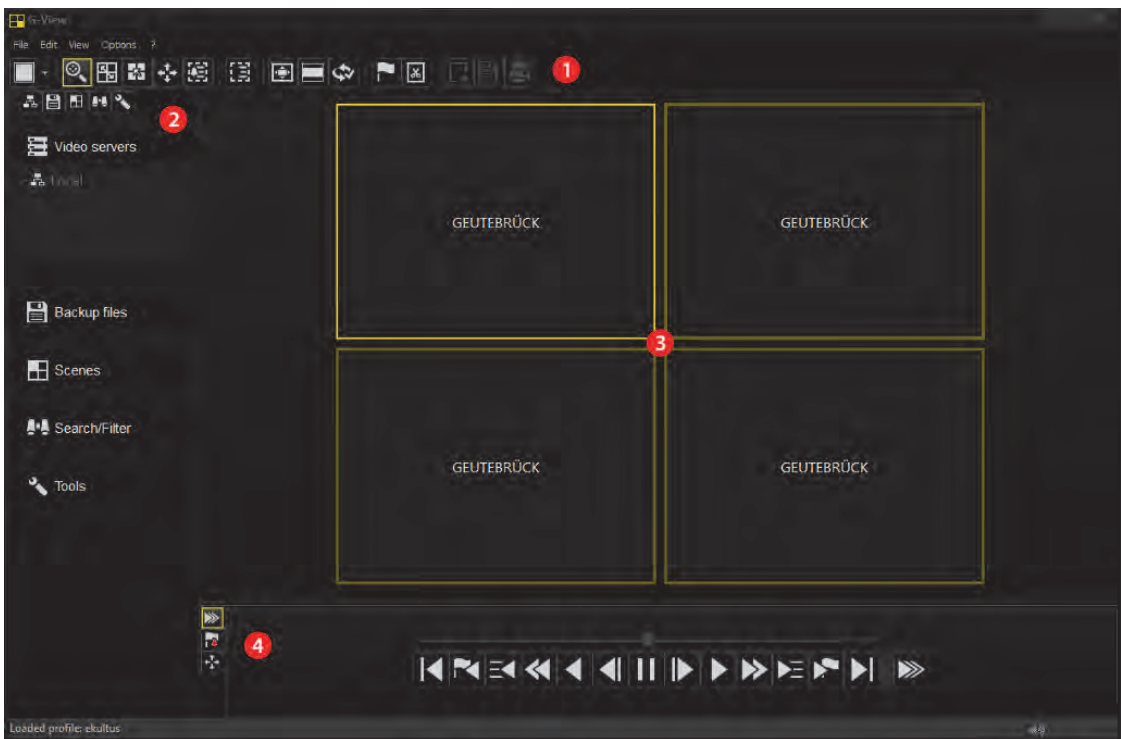 G-View
File Edit View Options ?
1
2
Video servers
Local
GEUTEBRÜCK GEUTEBRÜCK
Backup files
3
Scenes
Search/Filter
GEUTEBRÜCK GEUTEBRÜCK
Tools
4
Loaded profile: ekultus